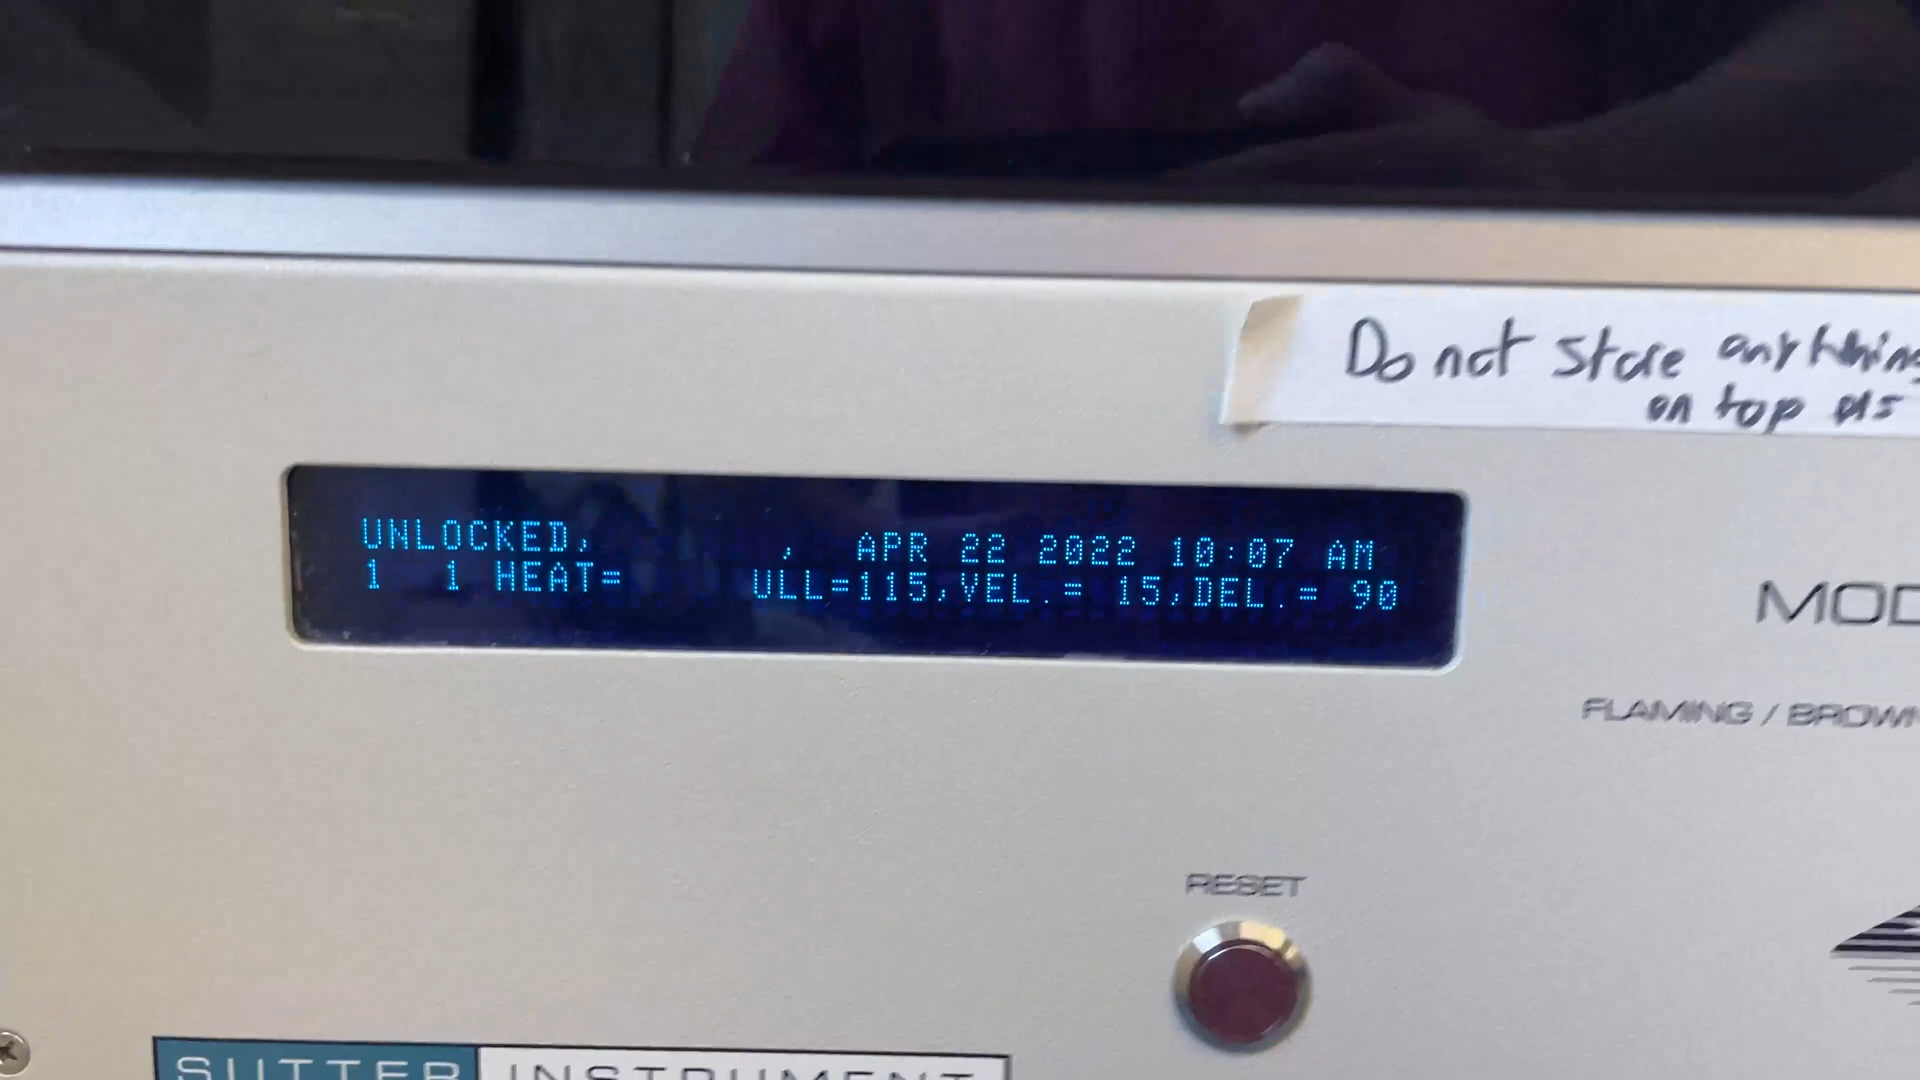 Do not store anything
on top pls
UNLOCKED, , APR 22 2022 10:07 AM
1 1 HEAT= ULL=115,VEL.= 15,DEL.= 90
MOD
FLAMING / BROWN
RESET
SUTTER INSTRUMENT